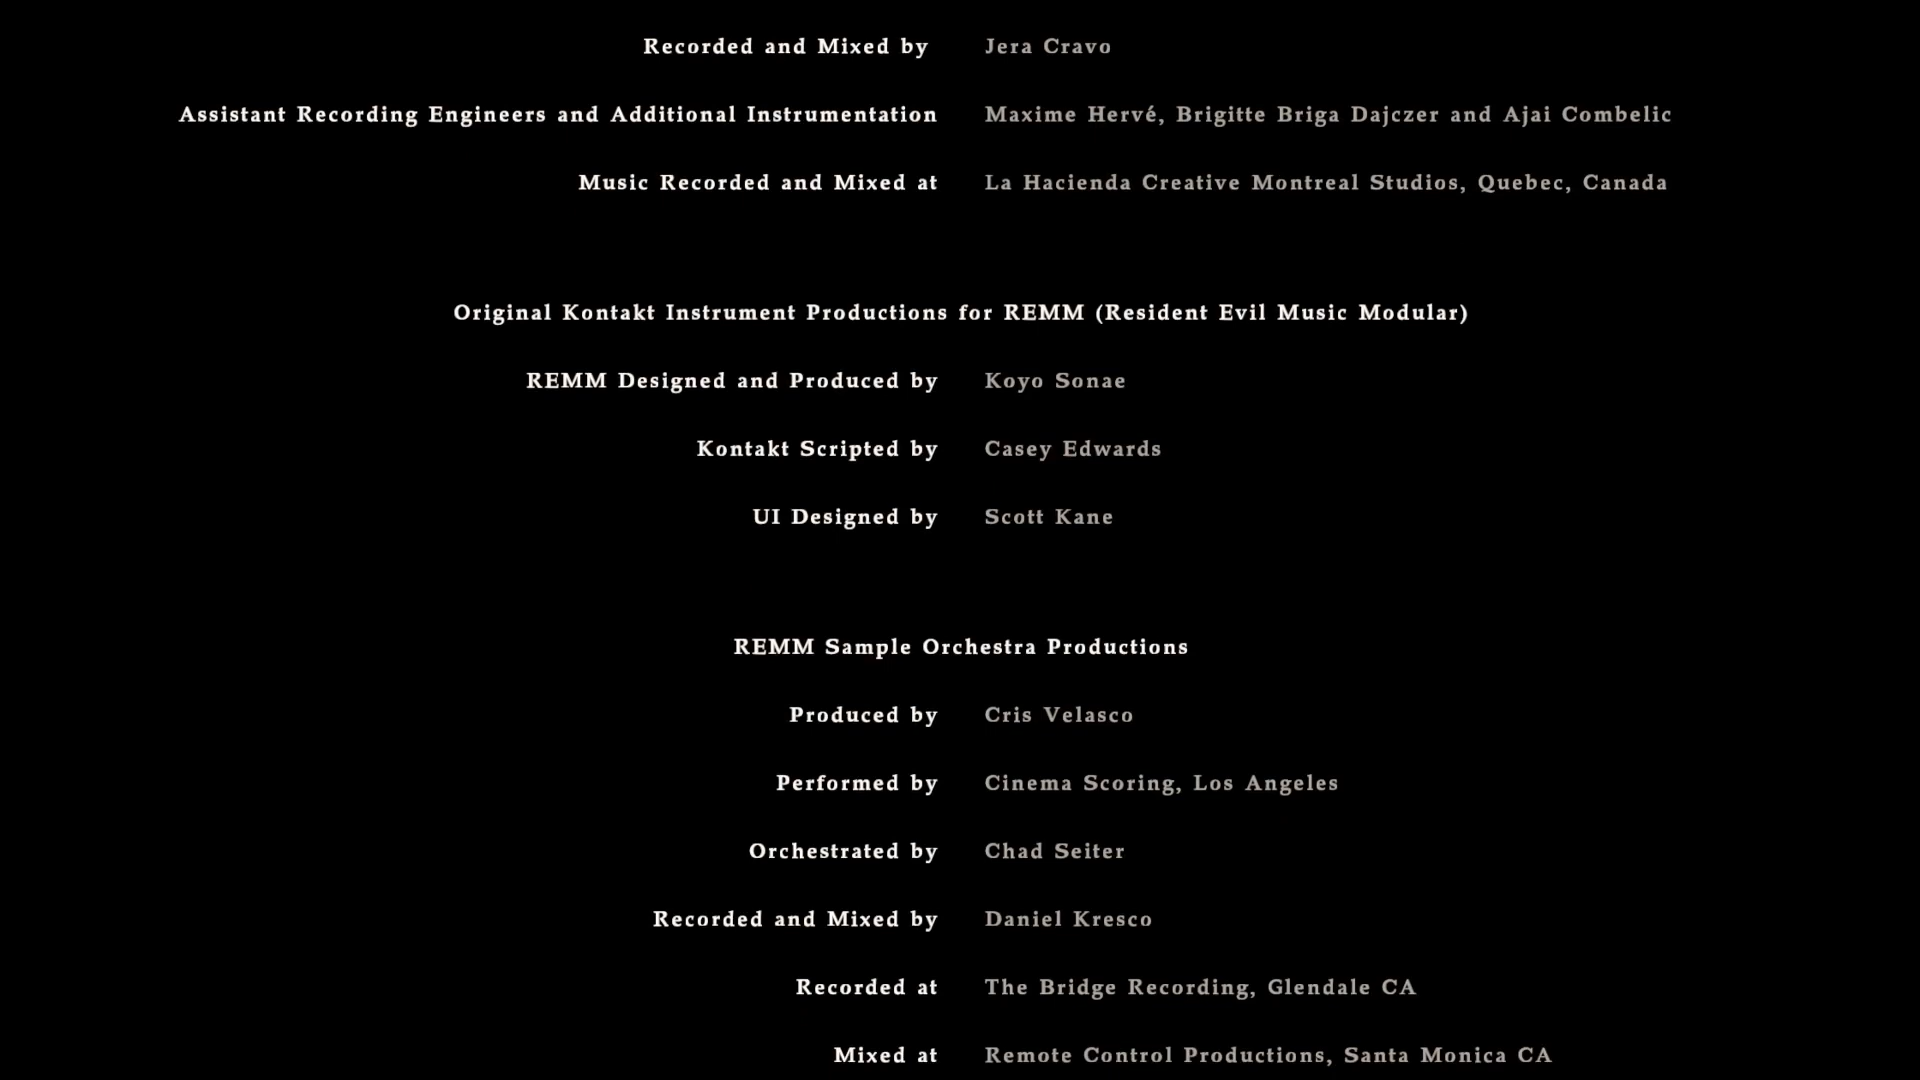 Recorded and Mixed by Jera Cravo
Assistant Recording Engineers and Additional Instrumentation Maxime Hervé, Brigitte Briga Dajczer and Ajai Combelic
Music Recorded and Mixed at La Hacienda Creative Montreal Studios, Quebec, Canada
Original Kontakt Instrument Productions for REMM (Resident Evil Music Modular)
REMM Designed and Produced by Koyo Sonae
Kontakt Scripted by Casey Edwards
UI Designed by Scott Kane
REMM Sample Orchestra Productions
Produced by Cris Velasco
Performed by Cinema Scoring, Los Angeles
Orchestrated by Chad Seiter
Recorded and Mixed by Daniel Kresco
Recorded at The Bridge Recording, Glendale CA
Mixed at Remote Control Productions, Santa Monica CA